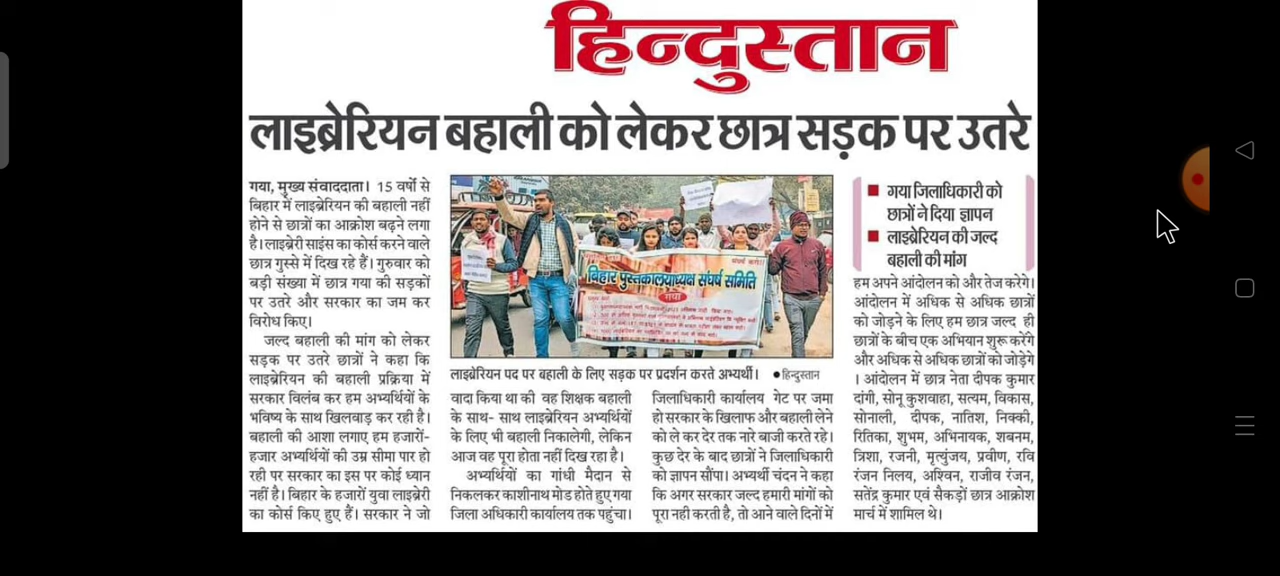 हिन्दुस्तान
लाइब्रेरियन बहाली को लेकर छात्र सड़क पर उतरे
गया, मुख्य संवाददाता। 15 वर्षों से
बिहार में लाइब्रेरियन की बहाली नहीं
होने से छात्रों का आक्रोश बढ़ने लगा
है। लाइब्रेरी साइंस का कोर्स करने वाले
छात्र गुस्से में दिख रहे हैं। गुरुवार को
बड़ी संख्या में छात्र गया की सड़कों
पर उतरे और सरकार का जम कर
विरोध किए।
जल्द बहाली की मांग को लेकर
सड़क पर उतरे छात्रों ने कहा कि
लाइब्रेरियन की बहाली प्रक्रिया में
सरकार विलंब कर हम अभ्यर्थियों के
भविष्य के साथ खिलवाड़ कर रही है।
बहाली की आशा लगाए हम हजारों-
हजार अभ्यर्थियों की उम्र सीमा पार हो
रही पर सरकार का इस पर कोई ध्यान
नहीं है। बिहार के हजारों युवा लाइब्रेरी
का कोर्स किए हुए हैं। सरकार ने जो
बिहार पुस्तकालयाध्यक्ष संघर्ष समिति
गया
लाइब्रेरियन पद पर बहाली के लिए सड़क पर प्रदर्शन करते अभ्यर्थी। ● हिन्दुस्तान
वादा किया था की वह शिक्षक बहाली
के साथ- साथ लाइब्रेरियन अभ्यर्थियों
के लिए भी बहाली निकालेगी, लेकिन
आज वह पूरा होता नहीं दिख रहा है।
अभ्यर्थियों का गांधी मैदान से
निकलकर काशीनाथ मोड होते हुए गया
जिला अधिकारी कार्यालय तक पहुंचा।
जिलाधिकारी कार्यालय गेट पर जमा
हो सरकार के खिलाफ और बहाली लेने
को ले कर देर तक नारे बाजी करते रहे।
कुछ देर के बाद छात्रों ने जिलाधिकारी
को ज्ञापन सौंपा। अभ्यर्थी चंदन ने कहा
कि अगर सरकार जल्द हमारी मांगों को
पूरा नही करती है, तो आने वाले दिनों में
■ गया जिलाधिकारी को
छात्रों ने दिया ज्ञापन
■ लाइब्रेरियन की जल्द
बहाली की मांग
हम अपने आंदोलन को और तेज करेगे।
आंदोलन में अधिक से अधिक छात्रों
को जोड़ने के लिए हम छात्र जल्द ही
छात्रों के बीच एक अभियान शुरू करेंगे
और अधिक से अधिक छात्रों को जोड़ेगे
। आंदोलन में छात्र नेता दीपक कुमार
दांगी, सोनू कुशवाहा, सत्यम, विकास,
सोनाली, दीपक, नातिश, निक्की,
रितिका, शुभम, अभिनायक, शबनम,
त्रिशा, रजनी, मृत्युंजय, प्रवीण, रवि
रंजन निलय, अश्विन, राजीव रंजन,
सतेंद्र कुमार एवं सैकड़ों छात्र आक्रोश
मार्च में शामिल थे।